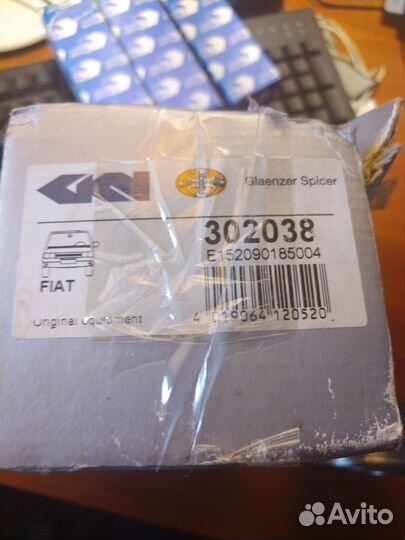 GKN
Glaenzer Spicer
302038
E152090185004
FIAT
Original equipment
4 019064 120520
Avito